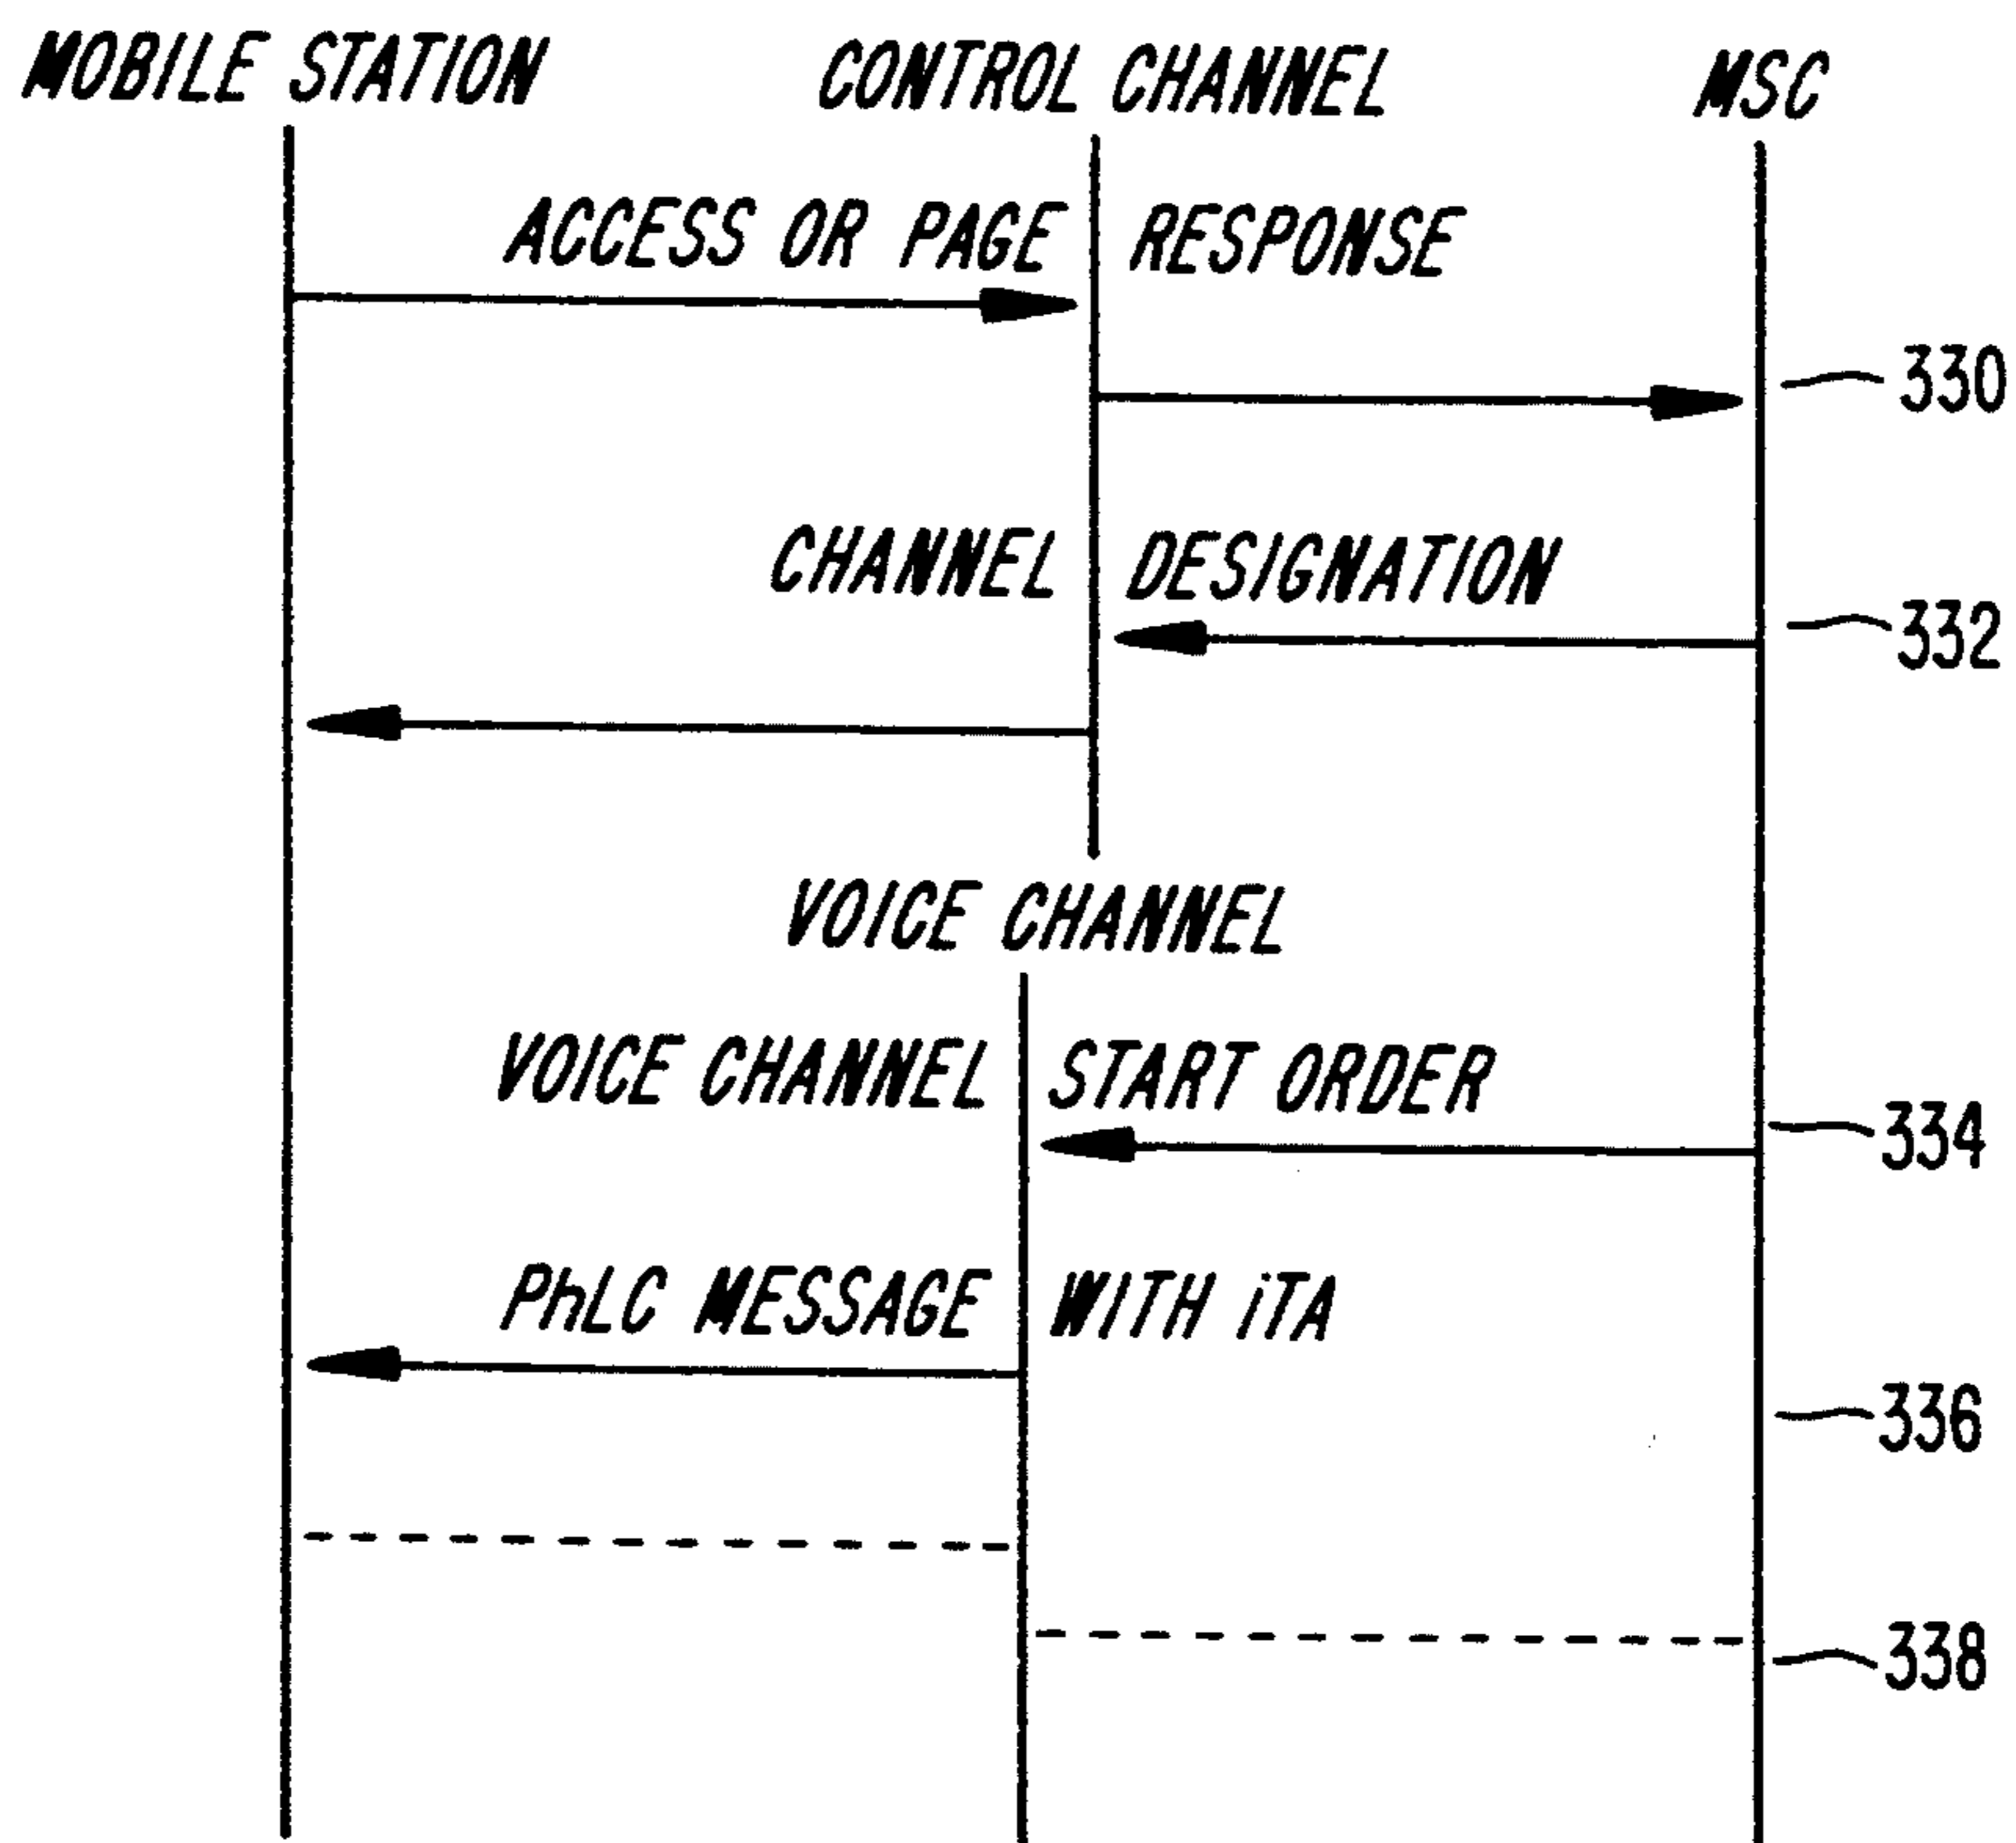 MOBILE STATION CONTROL CHANNEL MSC
ACCESS OR PAGE RESPONSE
330
CHANNEL DESIGNATION
332
VOICE CHANNEL
VOICE CHANNEL START ORDER
334
PhLC MESSAGE WITH iTA
336
338